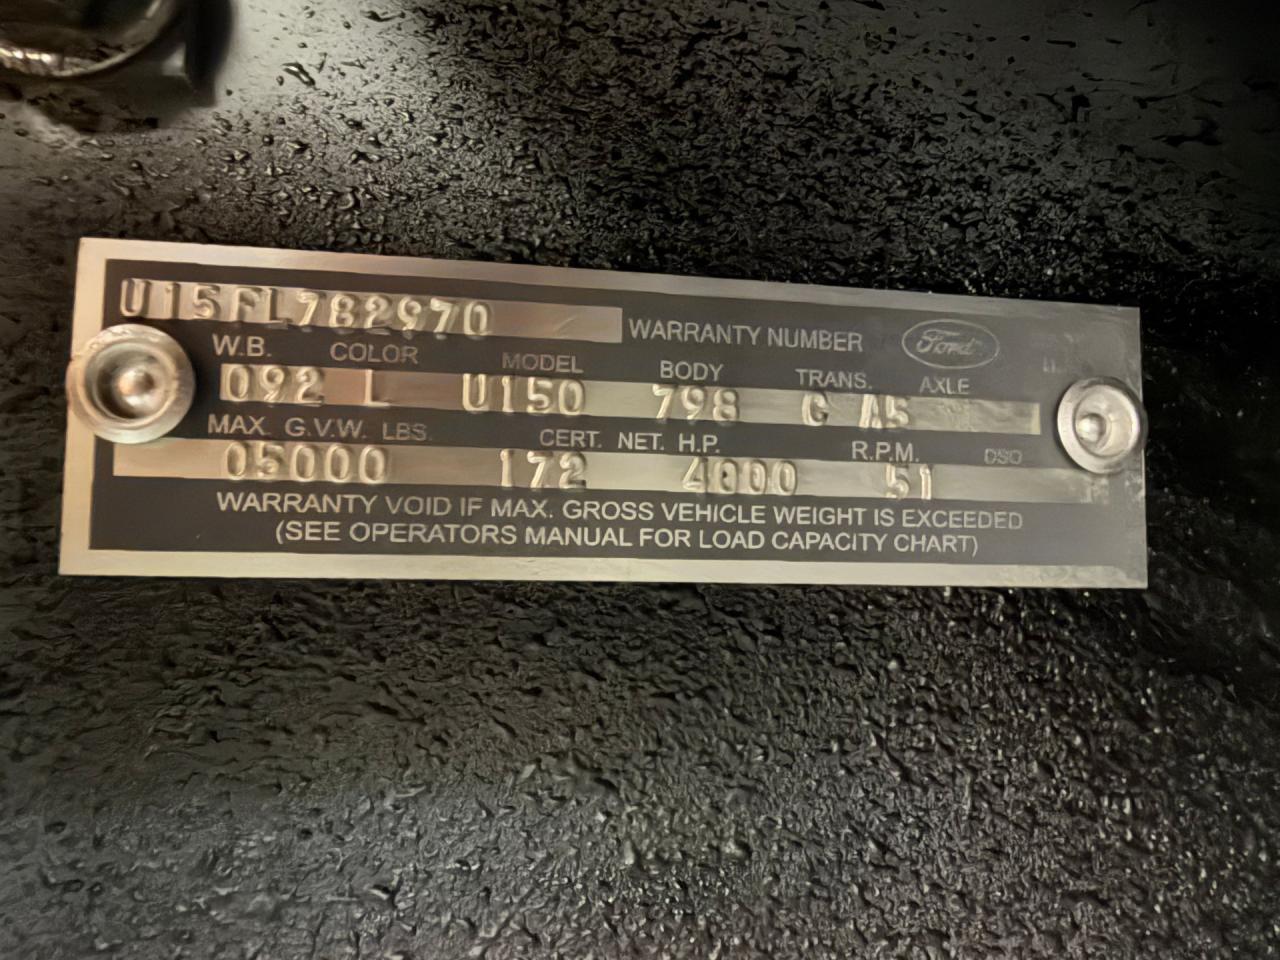 U15FL782970 WARRANTY NUMBER Ford
W.B. COLOR MODEL BODY TRANS. AXLE
092 L U150 798 G A5
MAX. G.V.W. LBS. CERT. NET. H.P. R.P.M. DSO
05000 172 4000 51
WARRANTY VOID IF MAX. GROSS VEHICLE WEIGHT IS EXCEEDED
(SEE OPERATORS MANUAL FOR LOAD CAPACITY CHART)